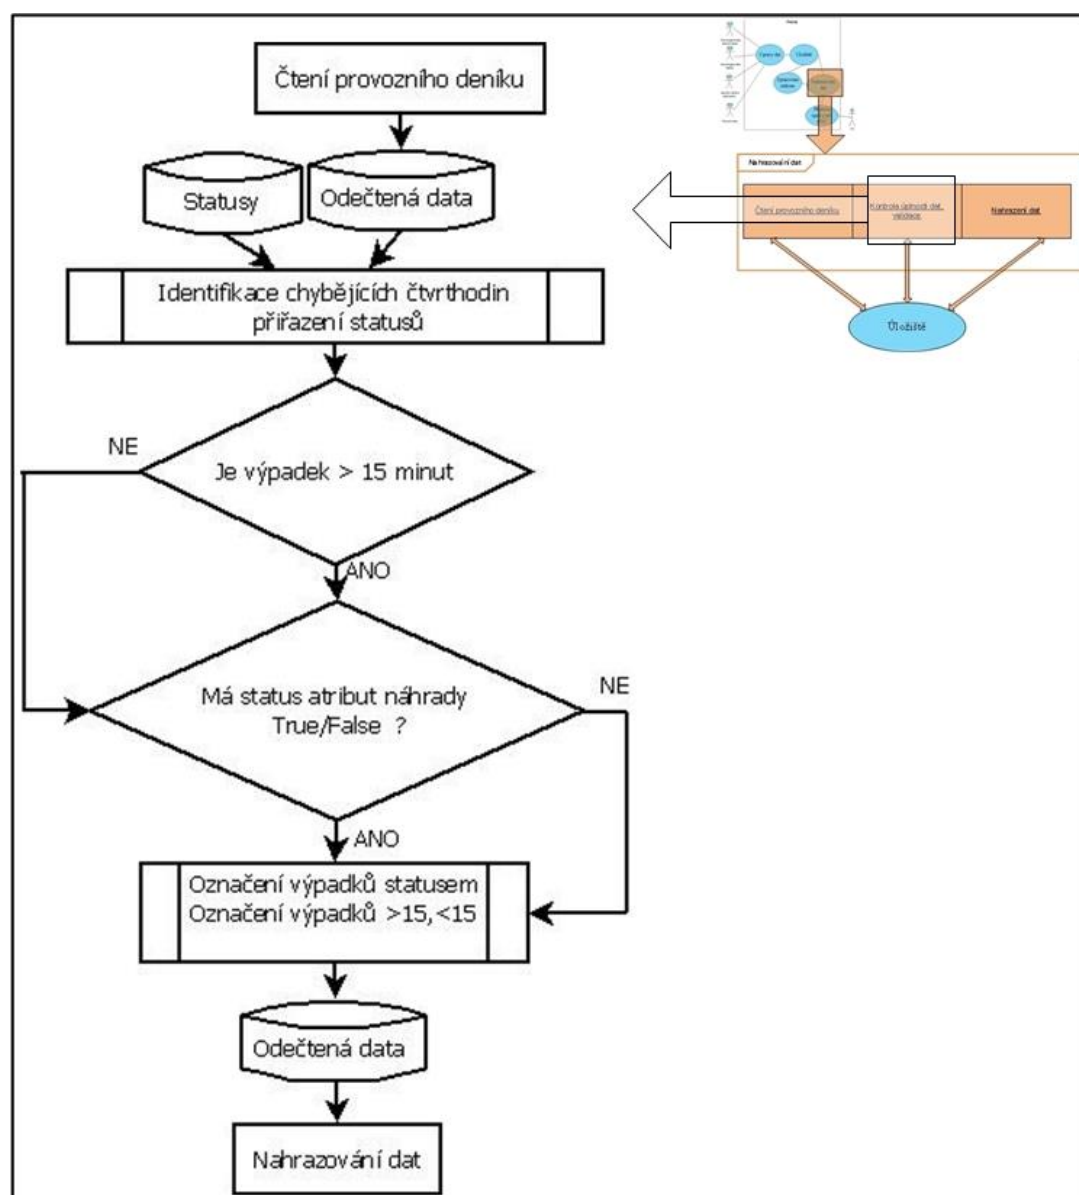 Čtení provozního deníku
Statusy
Odečtená data
Identifikace chybějících čtvrthodin
přiřazení statusů
NE
Je výpadek > 15 minut
ANO
Má status atribut náhrady
True/False ?
NE
ANO
Označení výpadků statusem
Označení výpadků >15,<15
Odečtená data
Nahrazování dat
Nahrazování dat
Čtení provozního deníku
Kontrola úplnosti dat,
validace
Nahrazení dat
Úložiště